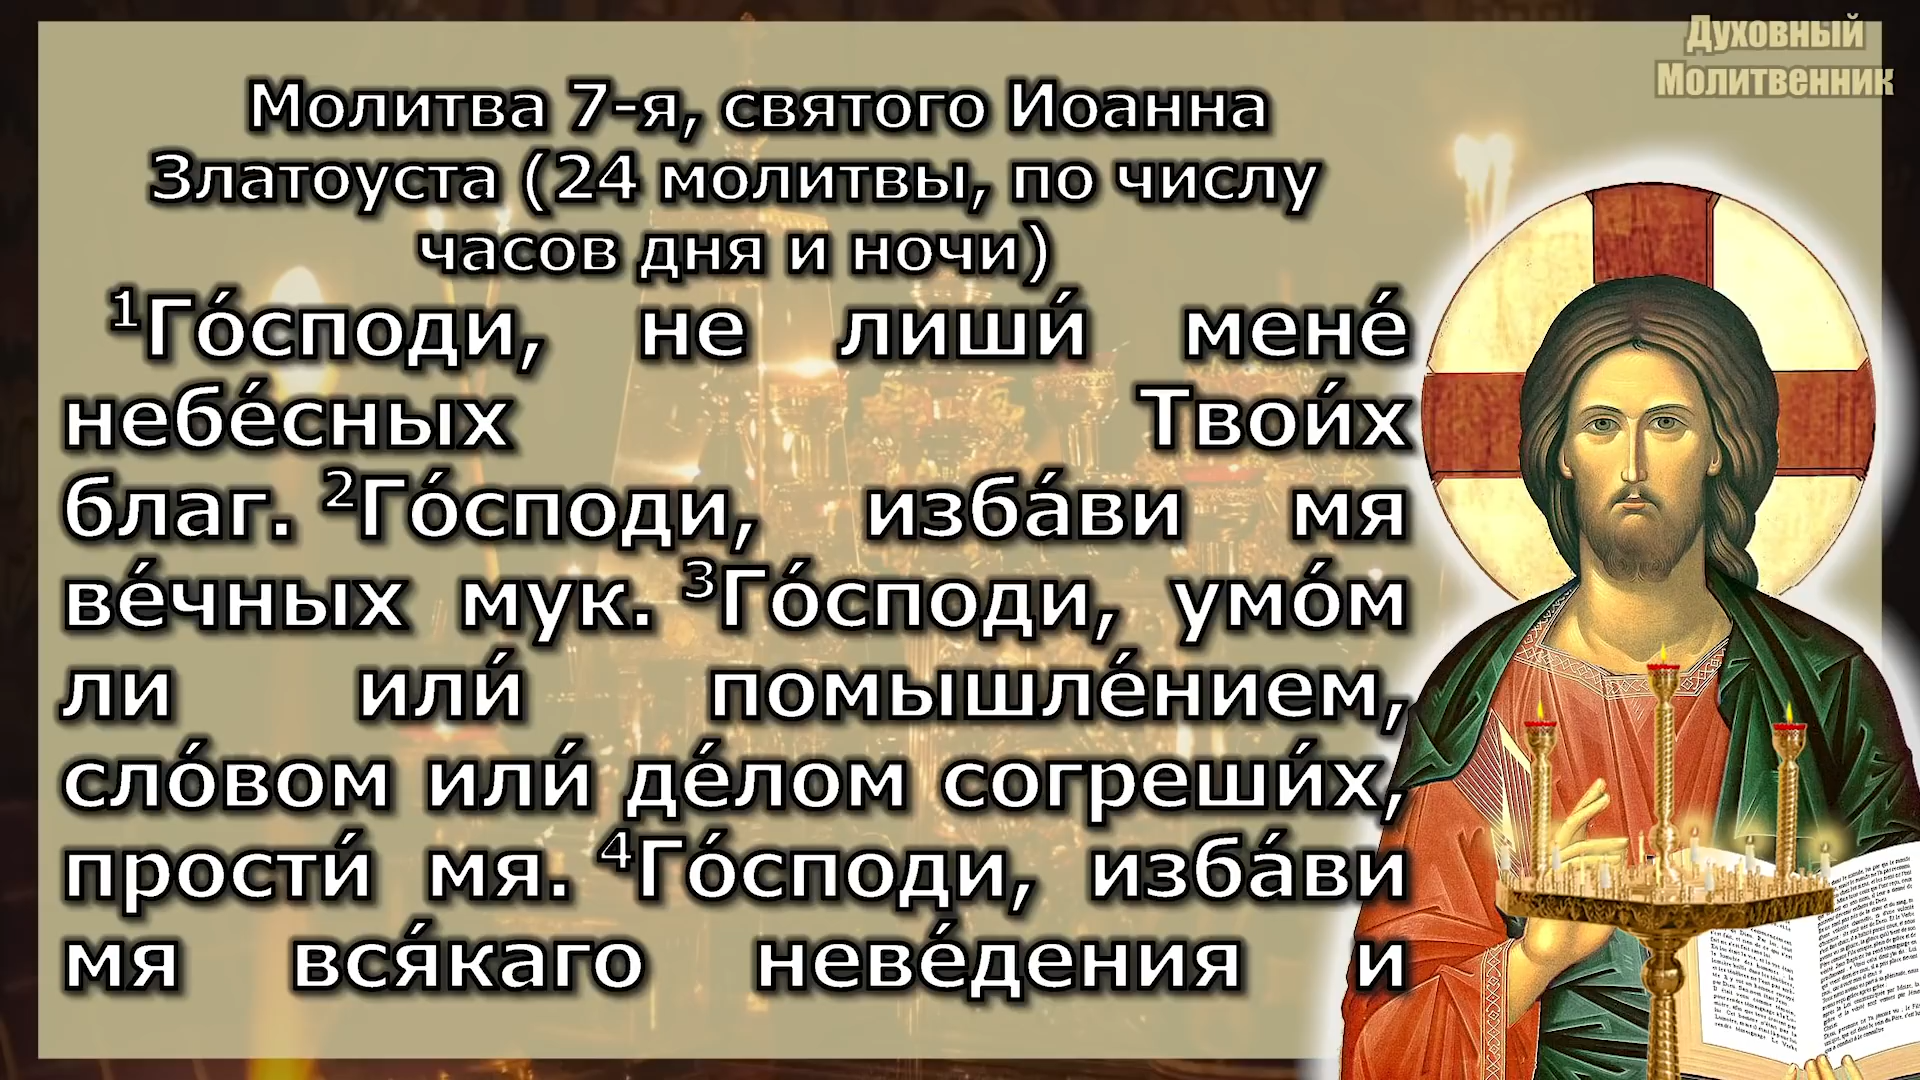 Духовный
Молитвенник
Молитва 7-я, святого Иоанна
Златоуста (24 молитвы, по числу
часов дня и ночи)
¹Го́споди, не лиши́ мене́
небе́сных Твои́х
благ. ²Го́споди, изба́ви мя
ве́чных мук. ³Го́споди, умо́м
ли или́ помышле́нием,
сло́вом или́ де́лом согреши́х,
прости́ мя. ⁴Го́споди, изба́ви
мя вся́каго неве́дения и